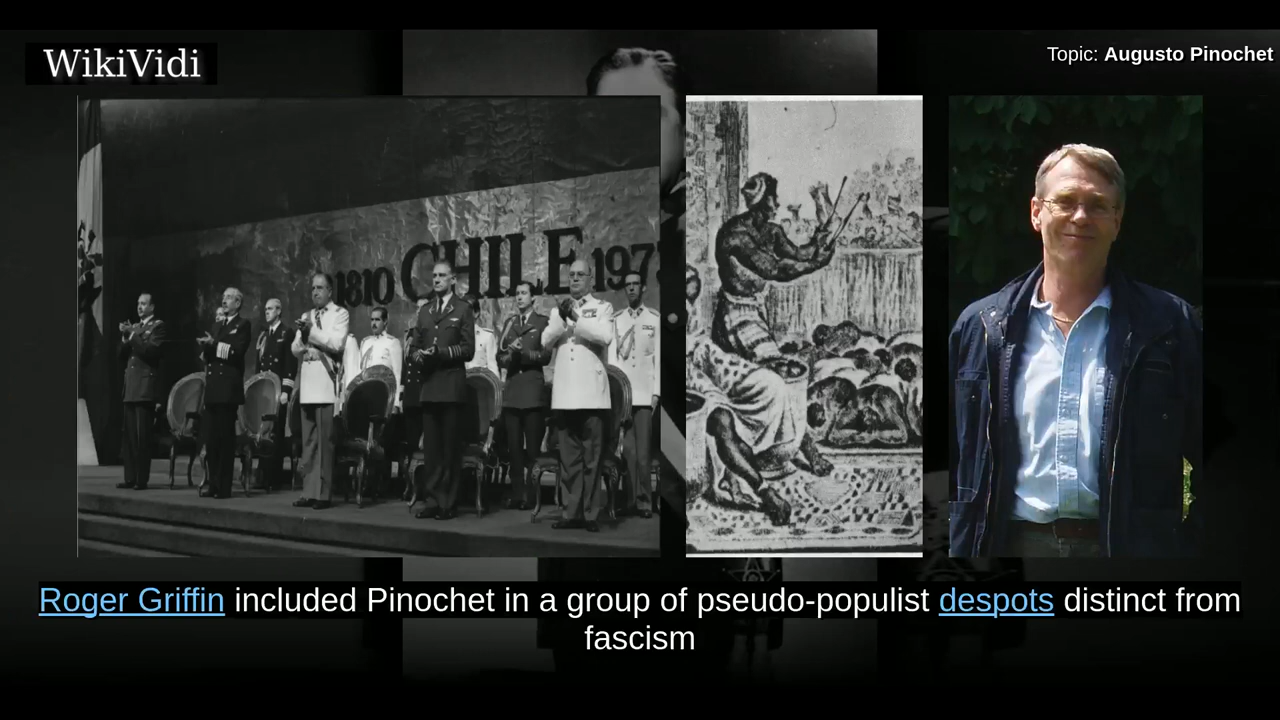 WikiVidi
Topic: Augusto Pinochet
1810 CHILE 197
Roger Griffin included Pinochet in a group of pseudo-populist despots distinct from
fascism